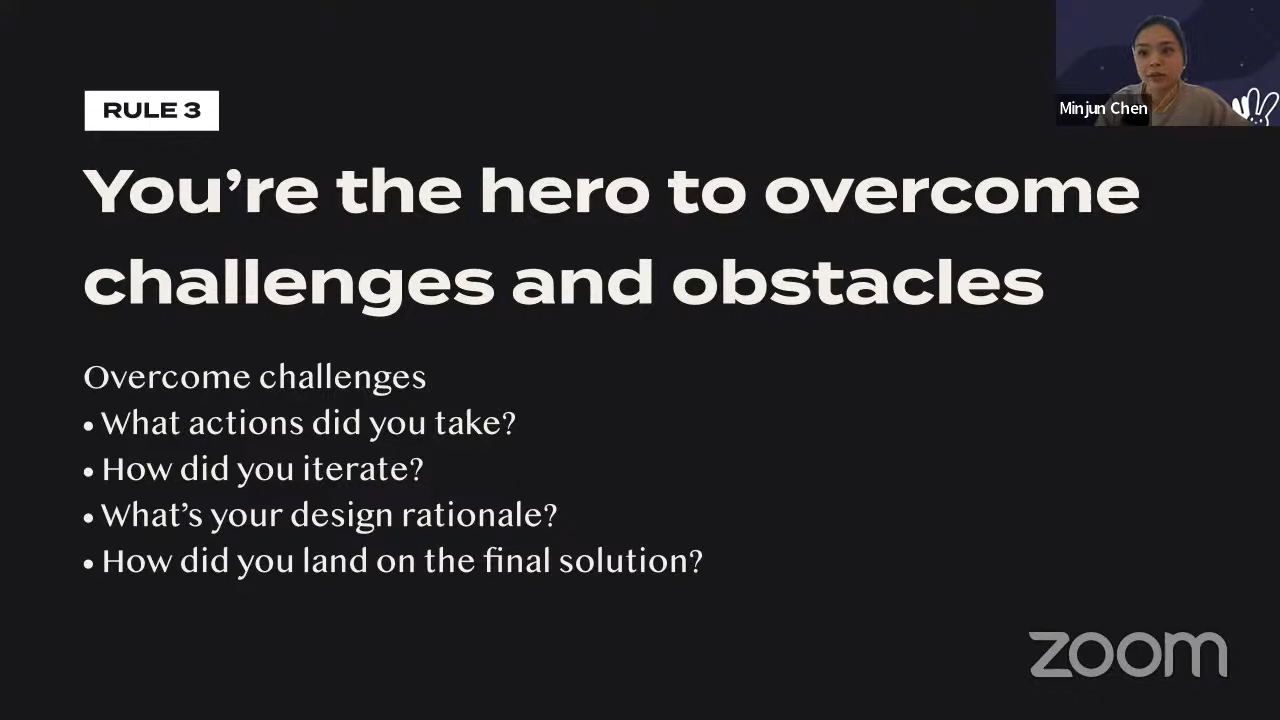 RULE 3
Minjun Chen
You’re the hero to overcome
challenges and obstacles
Overcome challenges
• What actions did you take?
• How did you iterate?
• What’s your design rationale?
• How did you land on the final solution?
zoom